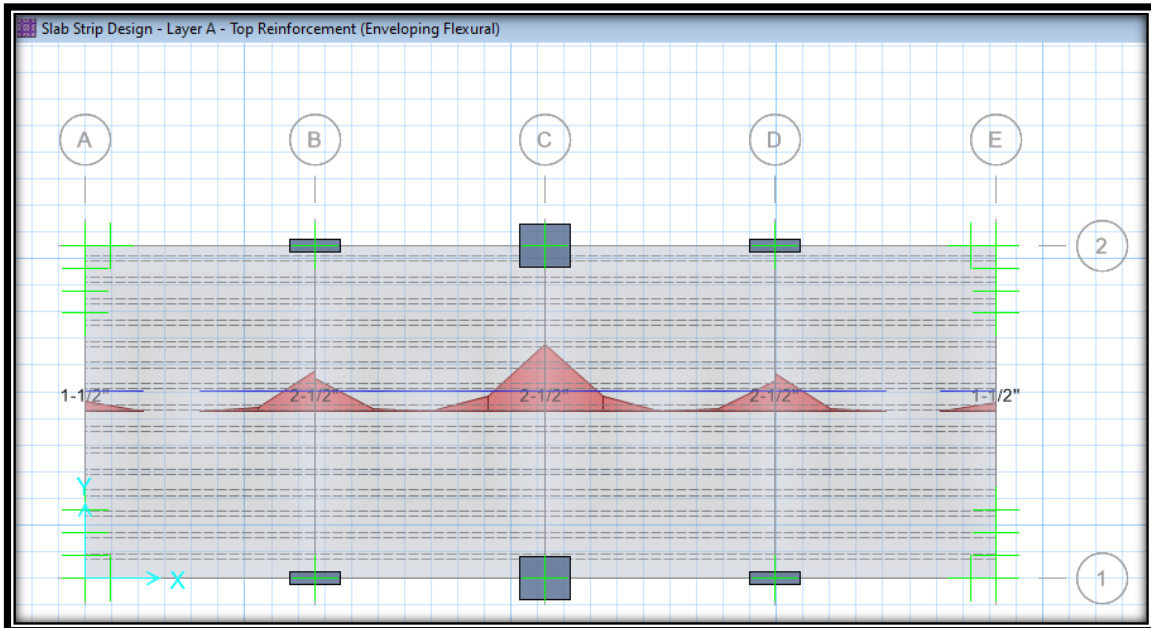 Slab Strip Design - Layer A - Top Reinforcement (Enveloping Flexural)
A B C D E
2
1-1/2" 2-1/2" 2-1/2" 2-1/2" 1-1/2"
Y
X
1